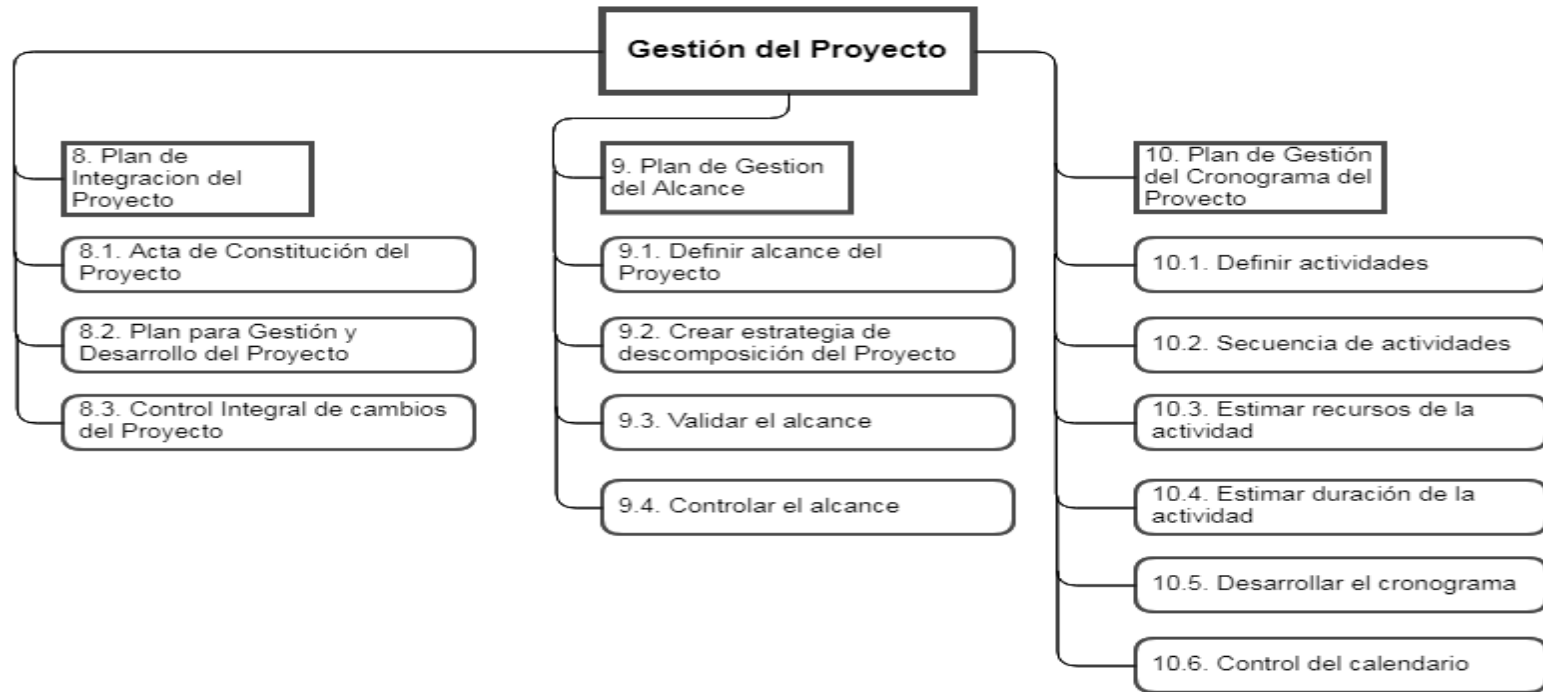 Gestión del Proyecto
8. Plan de
Integracion del
Proyecto
8.1. Acta de Constitución del
Proyecto
8.2. Plan para Gestión y
Desarrollo del Proyecto
8.3. Control Integral de cambios
del Proyecto
9. Plan de Gestion
del Alcance
9.1. Definir alcance del
Proyecto
9.2. Crear estrategia de
descomposición del Proyecto
9.3. Validar el alcance
9.4. Controlar el alcance
10. Plan de Gestión
del Cronograma del
Proyecto
10.1. Definir actividades
10.2. Secuencia de actividades
10.3. Estimar recursos de la
actividad
10.4. Estimar duración de la
actividad
10.5. Desarrollar el cronograma
10.6. Control del calendario